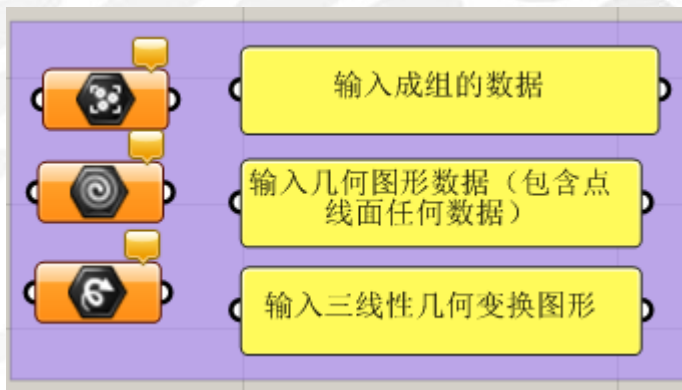 输入成组的数据
输入几何图形数据（包含点
线面任何数据）
输入三线性几何变换图形